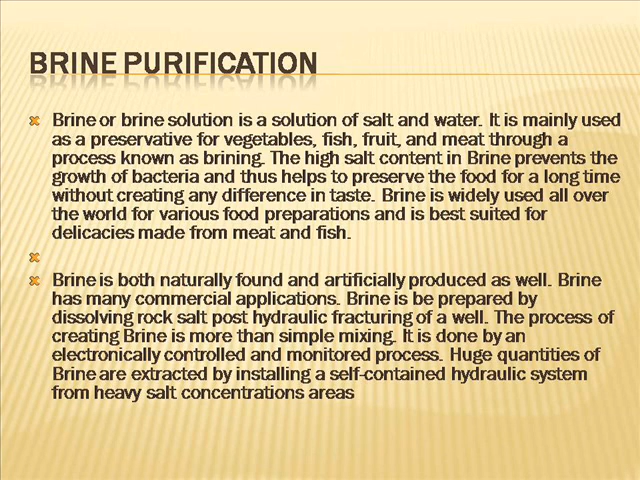 BRINE PURIFICATION
Brine or brine solution is a solution of salt and water. It is mainly used
as a preservative for vegetables, fish, fruit, and meat through a
process known as brining. The high salt content in Brine prevents the
growth of bacteria and thus helps to preserve the food for a long time
without creating any difference in taste. Brine is widely used all over
the world for various food preparations and is best suited for
delicacies made from meat and fish.
Brine is both naturally found and artificially produced as well. Brine
has many commercial applications. Brine is be prepared by
dissolving rock salt post hydraulic fracturing of a well. The process of
creating Brine is more than simple mixing. It is done by an
electronically controlled and monitored process. Huge quantities of
Brine are extracted by installing a self-contained hydraulic system
from heavy salt concentrations areas